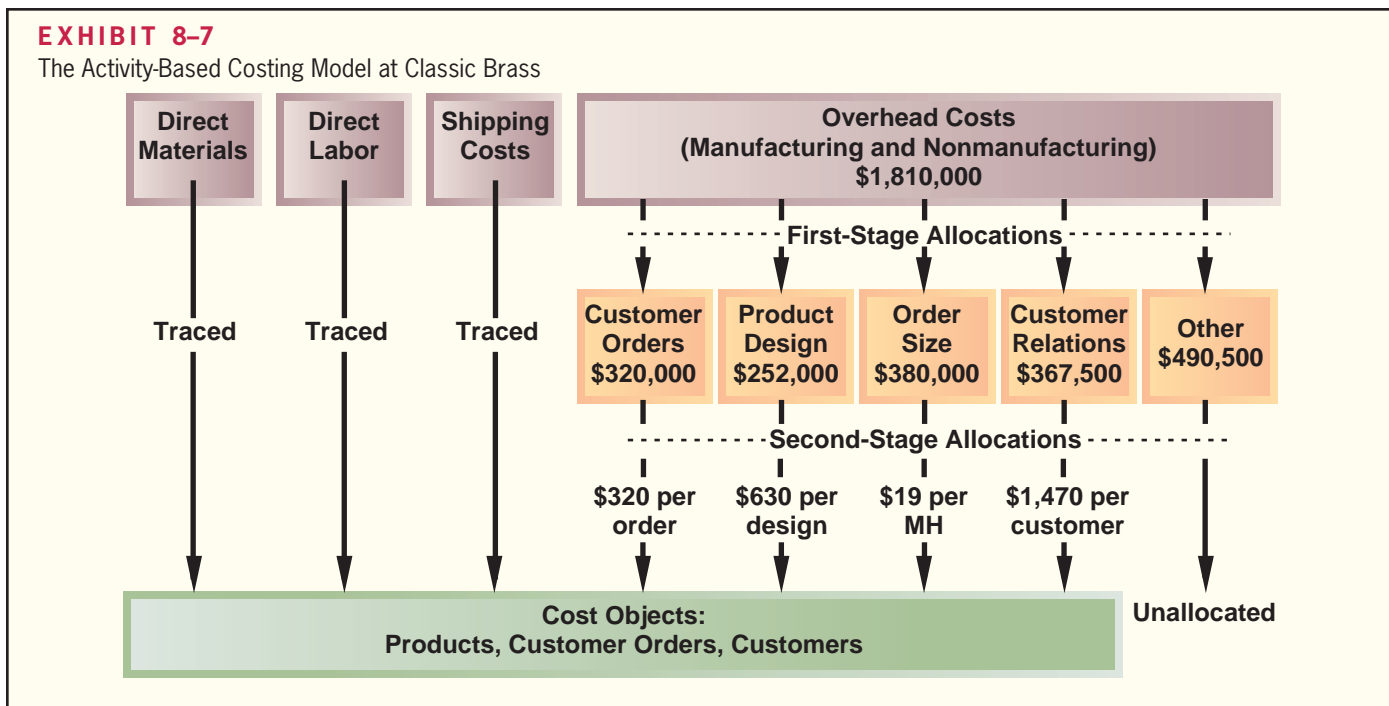 EXHIBIT 8–7
The Activity-Based Costing Model at Classic Brass
Direct
Materials
Direct
Labor
Shipping
Costs
Overhead Costs
(Manufacturing and Nonmanufacturing)
$1,810,000
First-Stage Allocations
Traced
Traced
Traced
Customer
Orders
$320,000
Product
Design
$252,000
Order
Size
$380,000
Customer
Relations
$367,500
Other
$490,500
Second-Stage Allocations
$320 per
order
$630 per
design
$19 per
MH
$1,470 per
customer
Cost Objects:
Products, Customer Orders, Customers
Unallocated